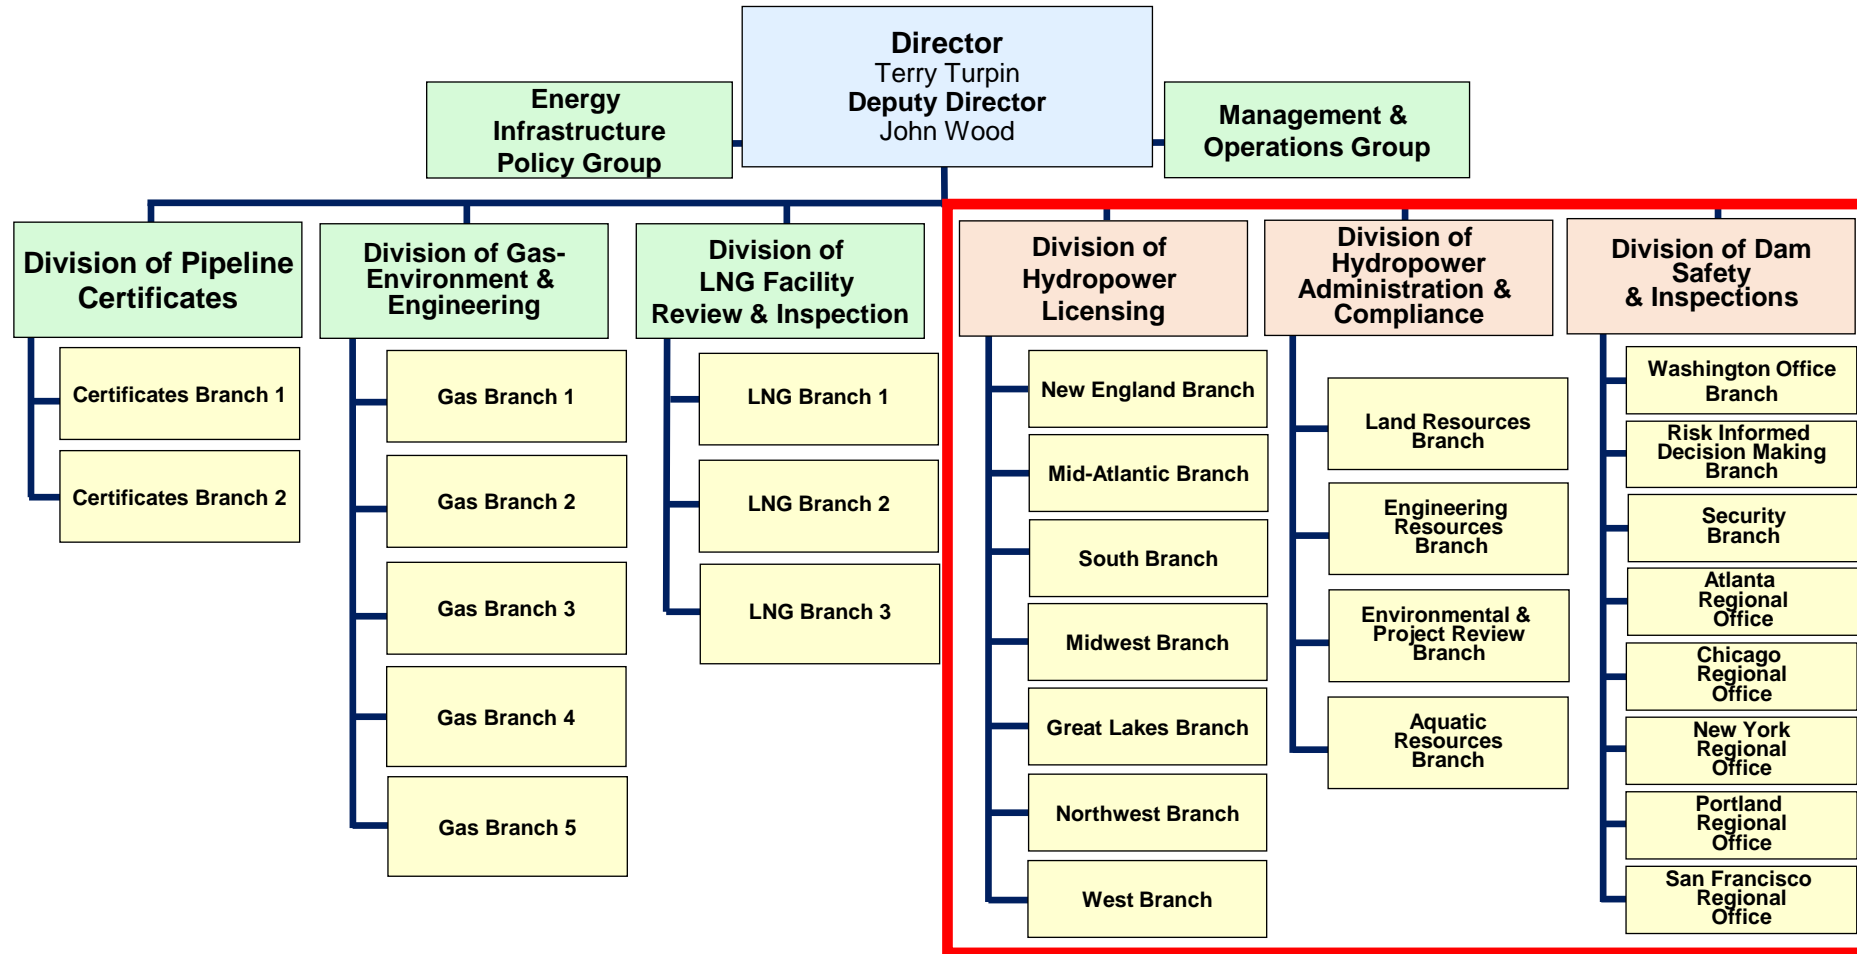 Director
Terry Turpin
Deputy Director
John Wood
Energy
Infrastructure
Policy Group
Management &
Operations Group
Division of Pipeline
Certificates
Certificates Branch 1
Certificates Branch 2
Division of Gas-
Environment &
Engineering
Gas Branch 1
Gas Branch 2
Gas Branch 3
Gas Branch 4
Gas Branch 5
Division of
LNG Facility
Review & Inspection
LNG Branch 1
LNG Branch 2
LNG Branch 3
Division of
Hydropower
Licensing
New England Branch
Mid-Atlantic Branch
South Branch
Midwest Branch
Great Lakes Branch
Northwest Branch
West Branch
Division of
Hydropower
Administration &
Compliance
Land Resources
Branch
Engineering
Resources
Branch
Environmental &
Project Review
Branch
Aquatic
Resources
Branch
Division of Dam
Safety
& Inspections
Washington Office
Branch
Risk Informed
Decision Making
Branch
Security
Branch
Atlanta
Regional
Office
Chicago
Regional
Office
New York
Regional
Office
Portland
Regional
Office
San Francisco
Regional
Office